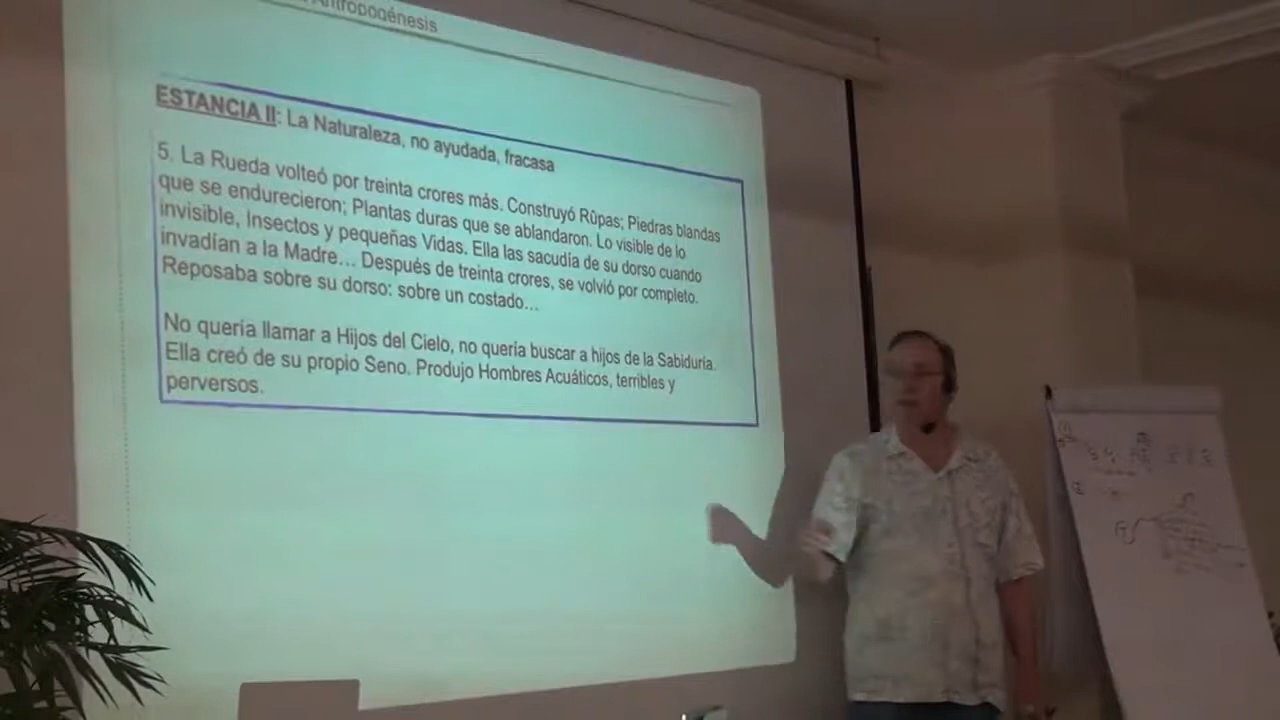 Antropogénesis
ESTANCIA II: La Naturaleza, no ayudada, fracasa
5. La Rueda volteó por treinta crores más. Construyó Rûpas; Piedras blandas
que se endurecieron; Plantas duras que se ablandaron. Lo visible de lo
invisible, Insectos y pequeñas Vidas. Ella las sacudía de su dorso cuando
invadían a la Madre... Después de treinta crores, se volvió por completo.
Reposaba sobre su dorso: sobre un costado...
No quería llamar a Hijos del Cielo, no quería buscar a hijos de la Sabiduría.
Ella creó de su propio Seno. Produjo Hombres Acuáticos, terribles y
perversos.